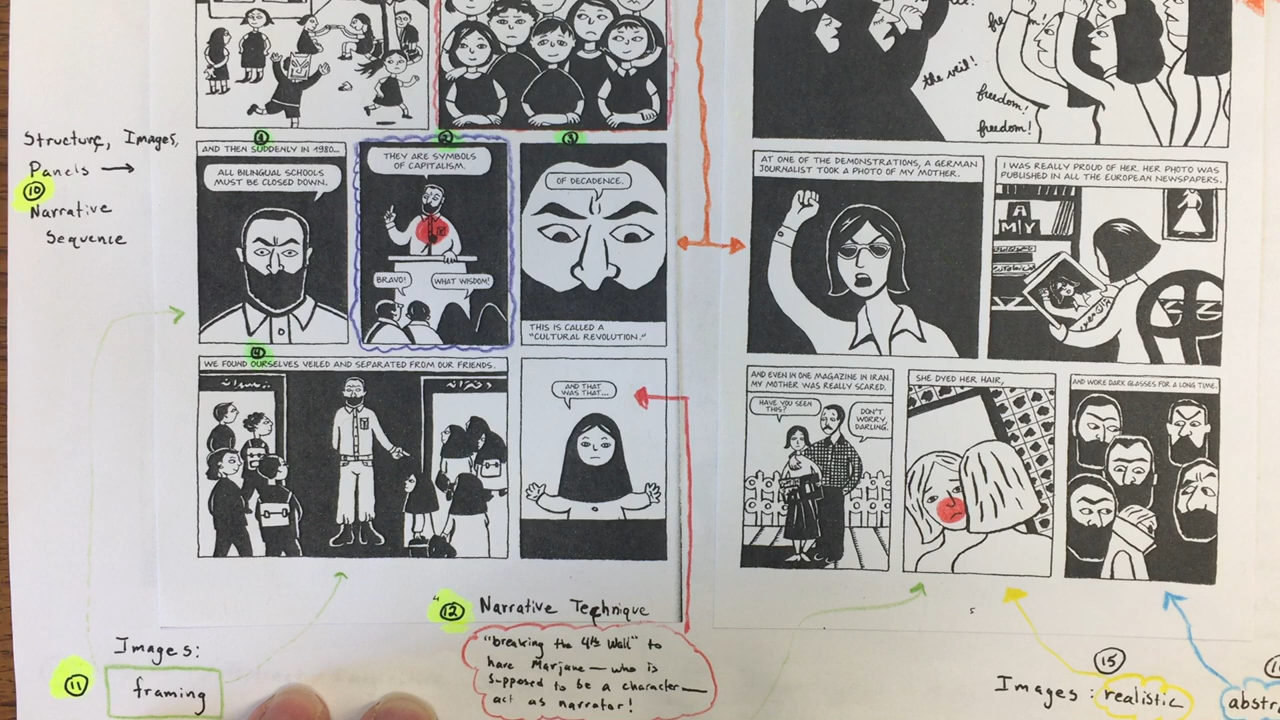 the veil!
freedom!
freedom!
Structure, Images,
Panels →
10
Narrative
Sequence
1
2
3
AND THEN SUDDENLY IN 1980...
ALL BILINGUAL SCHOOLS
MUST BE CLOSED DOWN.
THEY ARE SYMBOLS
OF CAPITALISM.
BRAVO!
WHAT WISDOM!
OF DECADENCE.
THIS IS CALLED A
"CULTURAL REVOLUTION."
4
WE FOUND OURSELVES VEILED AND SEPARATED FROM OUR FRIENDS.
دخترانه
AND THAT
WAS THAT...
AT ONE OF THE DEMONSTRATIONS, A GERMAN
JOURNALIST TOOK A PHOTO OF MY MOTHER.
I WAS REALLY PROUD OF HER. HER PHOTO WAS
PUBLISHED IN ALL THE EUROPEAN NEWSPAPERS.
A
MY
AND EVEN IN ONE MAGAZINE IN IRAN.
MY MOTHER WAS REALLY SCARED.
HAVE YOU SEEN
THIS?
DON'T
WORRY,
DARLING.
SHE DYED HER HAIR,
AND WORE DARK GLASSES FOR A LONG TIME.
11
Images:
framing
12 Narrative Technique
"breaking the 4th Wall" to
have Marjane — who is
supposed to be a character —
act as narrator!
15
Images: realistic